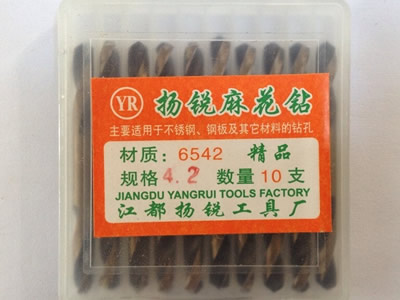 YR 扬锐麻花钻
主要适用于不锈钢、钢板及其它材料的钻孔
材质：6542 精品
规格4.2 数量10支
JIANGDU YANGRUI TOOLS FACTORY
江都扬锐工具厂